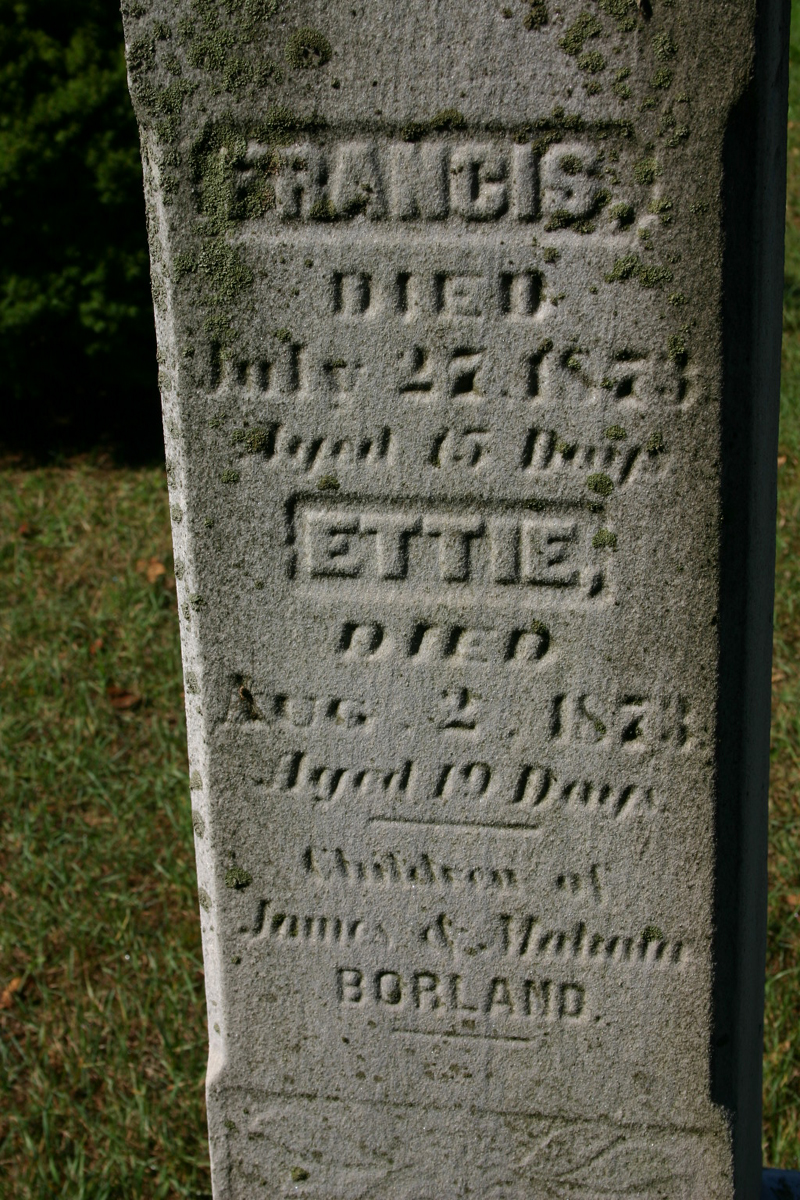 FRANCIS,
DIED
July 27, 1873.
Aged 15 Days.
ETTIE,
DIED
AUG. 2, 1873.
Aged 19 Days.
Children of
James &
BORLAND.